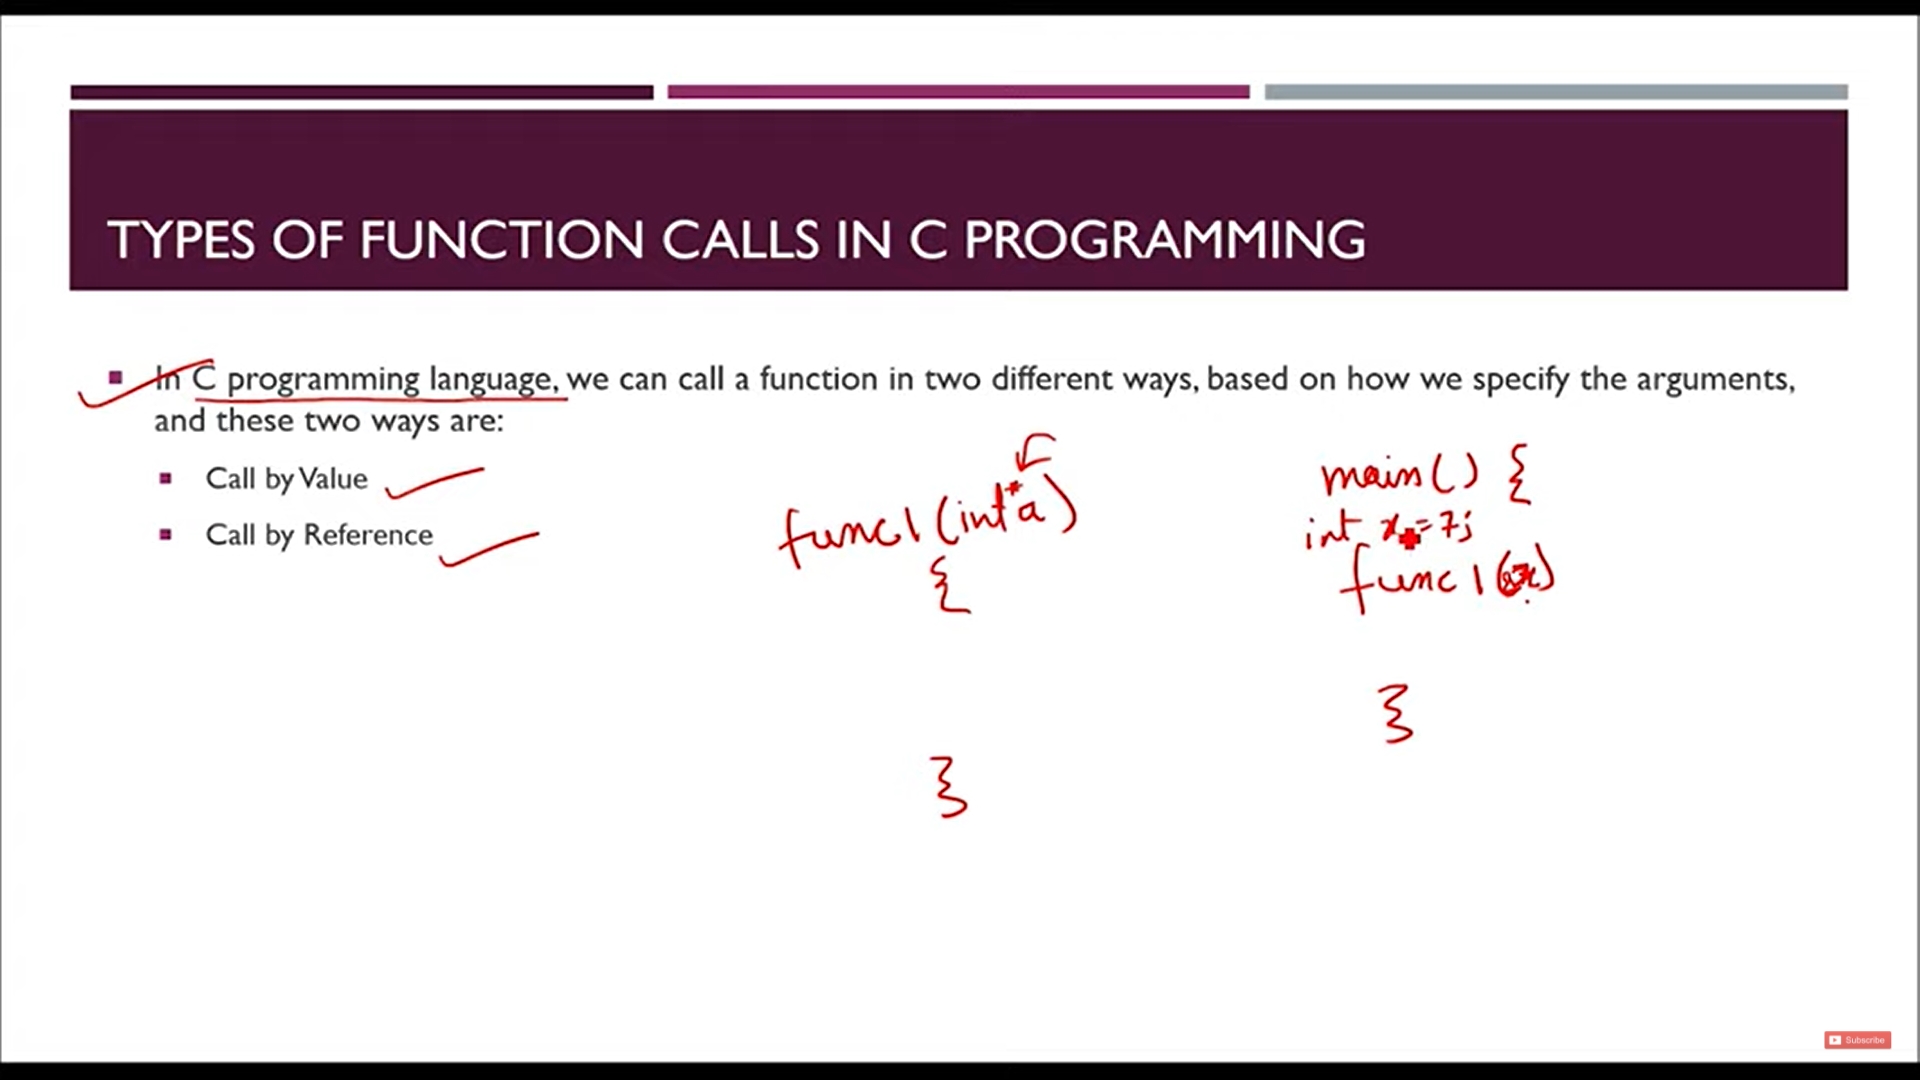 TYPES OF FUNCTION CALLS IN C PROGRAMMING
In C programming language, we can call a function in two different ways, based on how we specify the arguments,
and these two ways are:
Call by Value
Call by Reference
func1 (int *a)
{
}
main() {
int x = 7;
func1 (
)
}
Subscribe